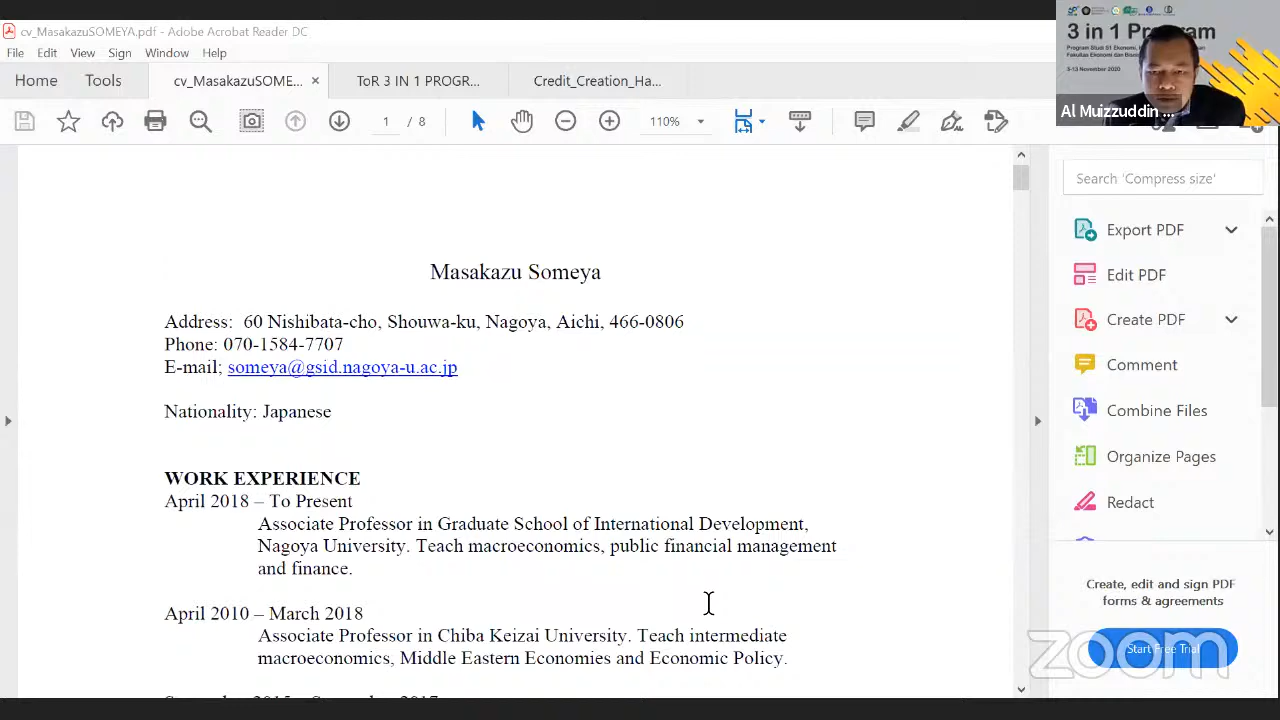 cv_MasakazuSOMEYA.pdf - Adobe Acrobat Reader DC
File Edit View Sign Window Help
Home Tools cv_MasakazuSOME... × TOR 3 IN 1 PROGR... Credit_Creation_Ha...
1 / 8 110%
3 in 1 Program
5-13 November 2020
Al Muizzuddin ...
Masakazu Someya
Address: 60 Nishibata-cho, Shouwa-ku, Nagoya, Aichi, 466-0806
Phone: 070-1584-7707
E-mail; someya@gsid.nagoya-u.ac.jp
Nationality: Japanese
WORK EXPERIENCE
April 2018 – To Present
Associate Professor in Graduate School of International Development,
Nagoya University. Teach macroeconomics, public financial management
and finance.
April 2010 – March 2018
Associate Professor in Chiba Keizai University. Teach intermediate
macroeconomics, Middle Eastern Economies and Economic Policy.
Search 'Compress size'
Export PDF
Edit PDF
Create PDF
Comment
Combine Files
Organize Pages
Redact
Create, edit and sign PDF
forms & agreements
Start Free Trial
zoom